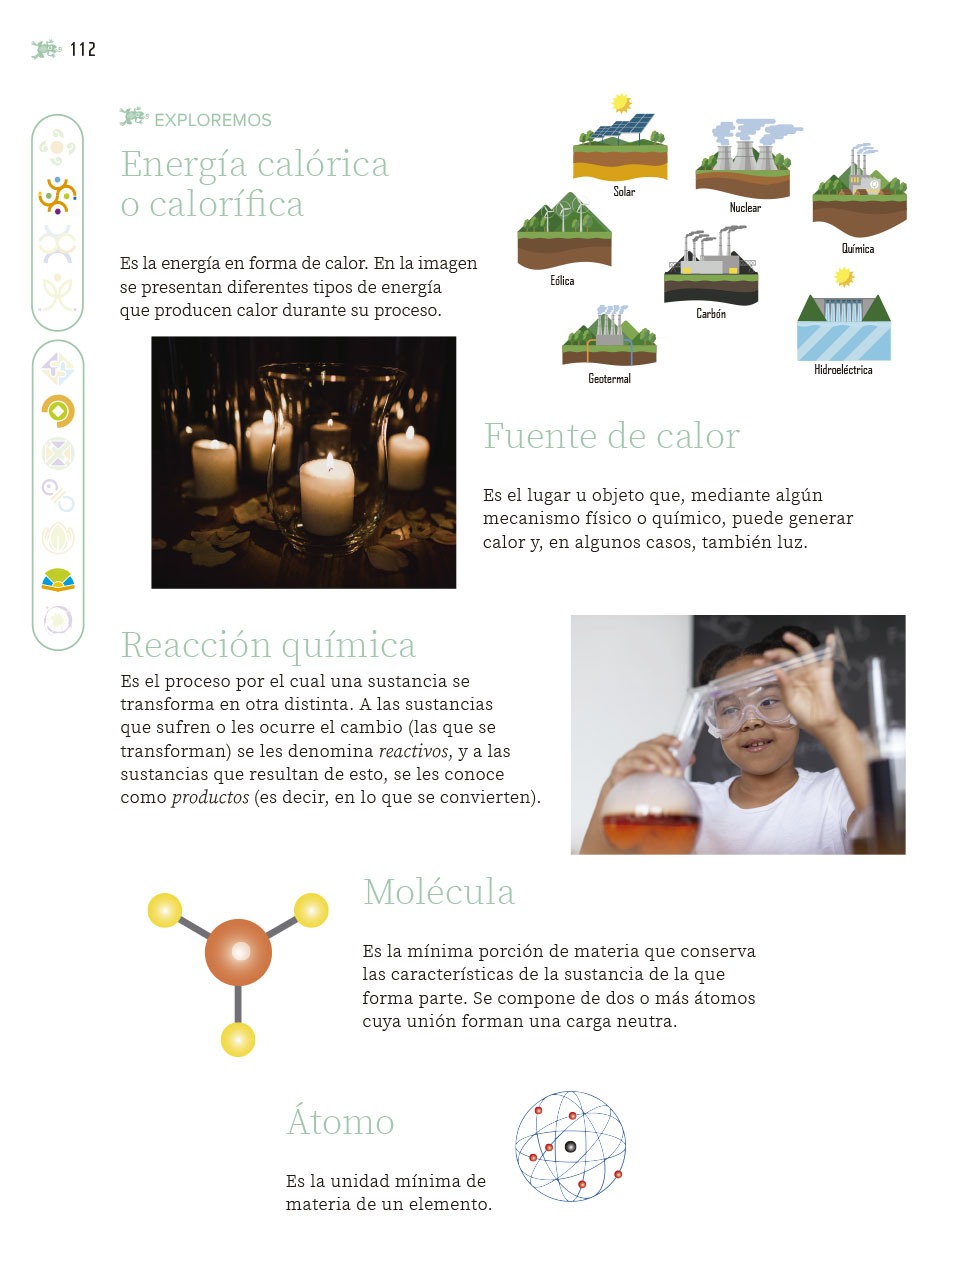 112
EXPLOREMOS
Energía calórica
o calorífica
Es la energía en forma de calor. En la imagen
se presentan diferentes tipos de energía
que producen calor durante su proceso.
Solar
Nuclear
Química
Eólica
Carbón
Geotermal
Hidroeléctrica
Fuente de calor
Es el lugar u objeto que, mediante algún
mecanismo físico o químico, puede generar
calor y, en algunos casos, también luz.
Reacción química
Es el proceso por el cual una sustancia se
transforma en otra distinta. A las sustancias
que sufren o les ocurre el cambio (las que se
transforman) se les denomina reactivos, y a las
sustancias que resultan de esto, se les conoce
como productos (es decir, en lo que se convierten).
Molécula
Es la mínima porción de materia que conserva
las características de la sustancia de la que
forma parte. Se compone de dos o más átomos
cuya unión forman una carga neutra.
Átomo
Es la unidad mínima de
materia de un elemento.